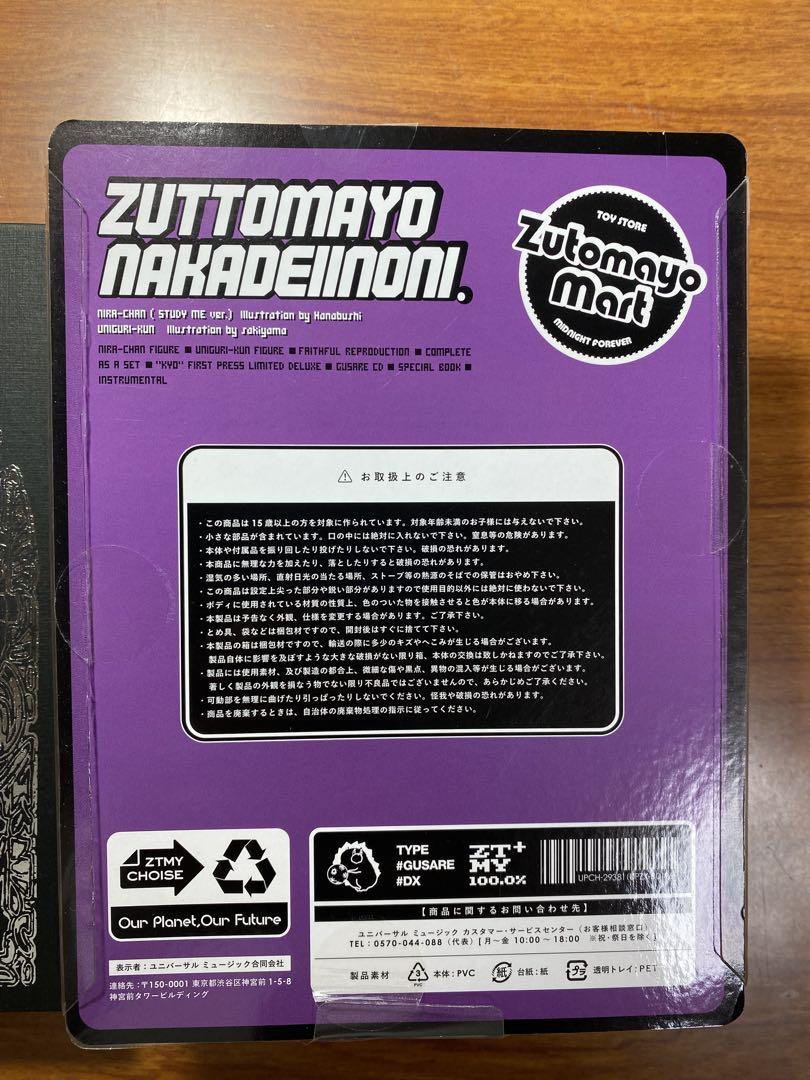 ZUTTOMAYO
NAKADEIINONI.
NIRA-CHAN ( STUDY ME ver.) Illustration by Hanabushi
UNIGURI-KUN Illustration by sakiyama
NIRA-CHAN FIGURE ■ UNIGURI-KUN FIGURE ■ FAITHFUL REPRODUCTION ■ COMPLETE
AS A SET ■ "KYO" FIRST PRESS LIMITED DELUXE ■ GUSARE CD ■ SPECIAL BOOK ■
INSTRUMENTAL
TOY STORE
Zutomayo
Mart
MIDNIGHT FOREVER
⚠ お取扱上のご注意
・この商品は15歳以上の方を対象に作られています。対象年齢未満のお子様には与えないで下さい。
・小さな部品が含まれています。口の中には絶対に入れないで下さい。窒息等の危険があります。
・本体や付属品を振り回したり投げたりしないで下さい。破損の恐れがあります。
・本商品に無理な力を加えたり、落としたりすると破損の恐れがあります。
・湿気の多い場所、直射日光の当たる場所、ストーブ等の熱源のそばでの保管はおやめ下さい。
・この商品は設定上尖った部分や鋭い部分がありますので使用目的以外には絶対に使わないで下さい。
・ボディに使用されている材質の性質上、色のついた物を接触させると色が本体に移る場合があります。
・本製品は予告なく外観、仕様を変更する場合があります。ご了承下さい。
・とめ具、袋などは梱包材ですので、開封後はすぐに捨てて下さい。
・本製品の箱は梱包材ですので、輸送の際に多少のキズやへこみが生じる場合がございます。
製品自体に影響を及ぼすような大きな破損がない限り箱、本体の交換は致しかねますのでご了承下さい。
・製品には使用素材、及び製造の都合上、微細な傷や黒点、異物の混入等が生じる場合がございます。
著しく製品の外観を損なう物でない限り不良品ではございませんので、あらかじめご了承ください。
・可動部を無理に曲げたり引っぱったりしないでください。怪我や破損の恐れがあります。
・商品を廃棄するときは、自治体の廃棄物処理の指示に従ってください。
ZTMY
CHOISE
Our Planet,Our Future
表示者：ユニバーサル ミュージック合同会社
連絡先：〒150-0001 東京都渋谷区神宮前 1-5-8
神宮前タワービルディング
TYPE
#GUSARE
#DX
ZT+
MY
100.0%
UPCH-29381
【商品に関するお問い合わせ先】
ユニバーサル ミュージック カスタマー・サービスセンター（お客様相談窓口）
TEL：0570-044-088（代表）[月～金 10:00～18:00 ※祝・祭日を除く]
製品素材 3 PVC 本体：PVC 紙 台紙：紙 プラ 透明トレイ：PET